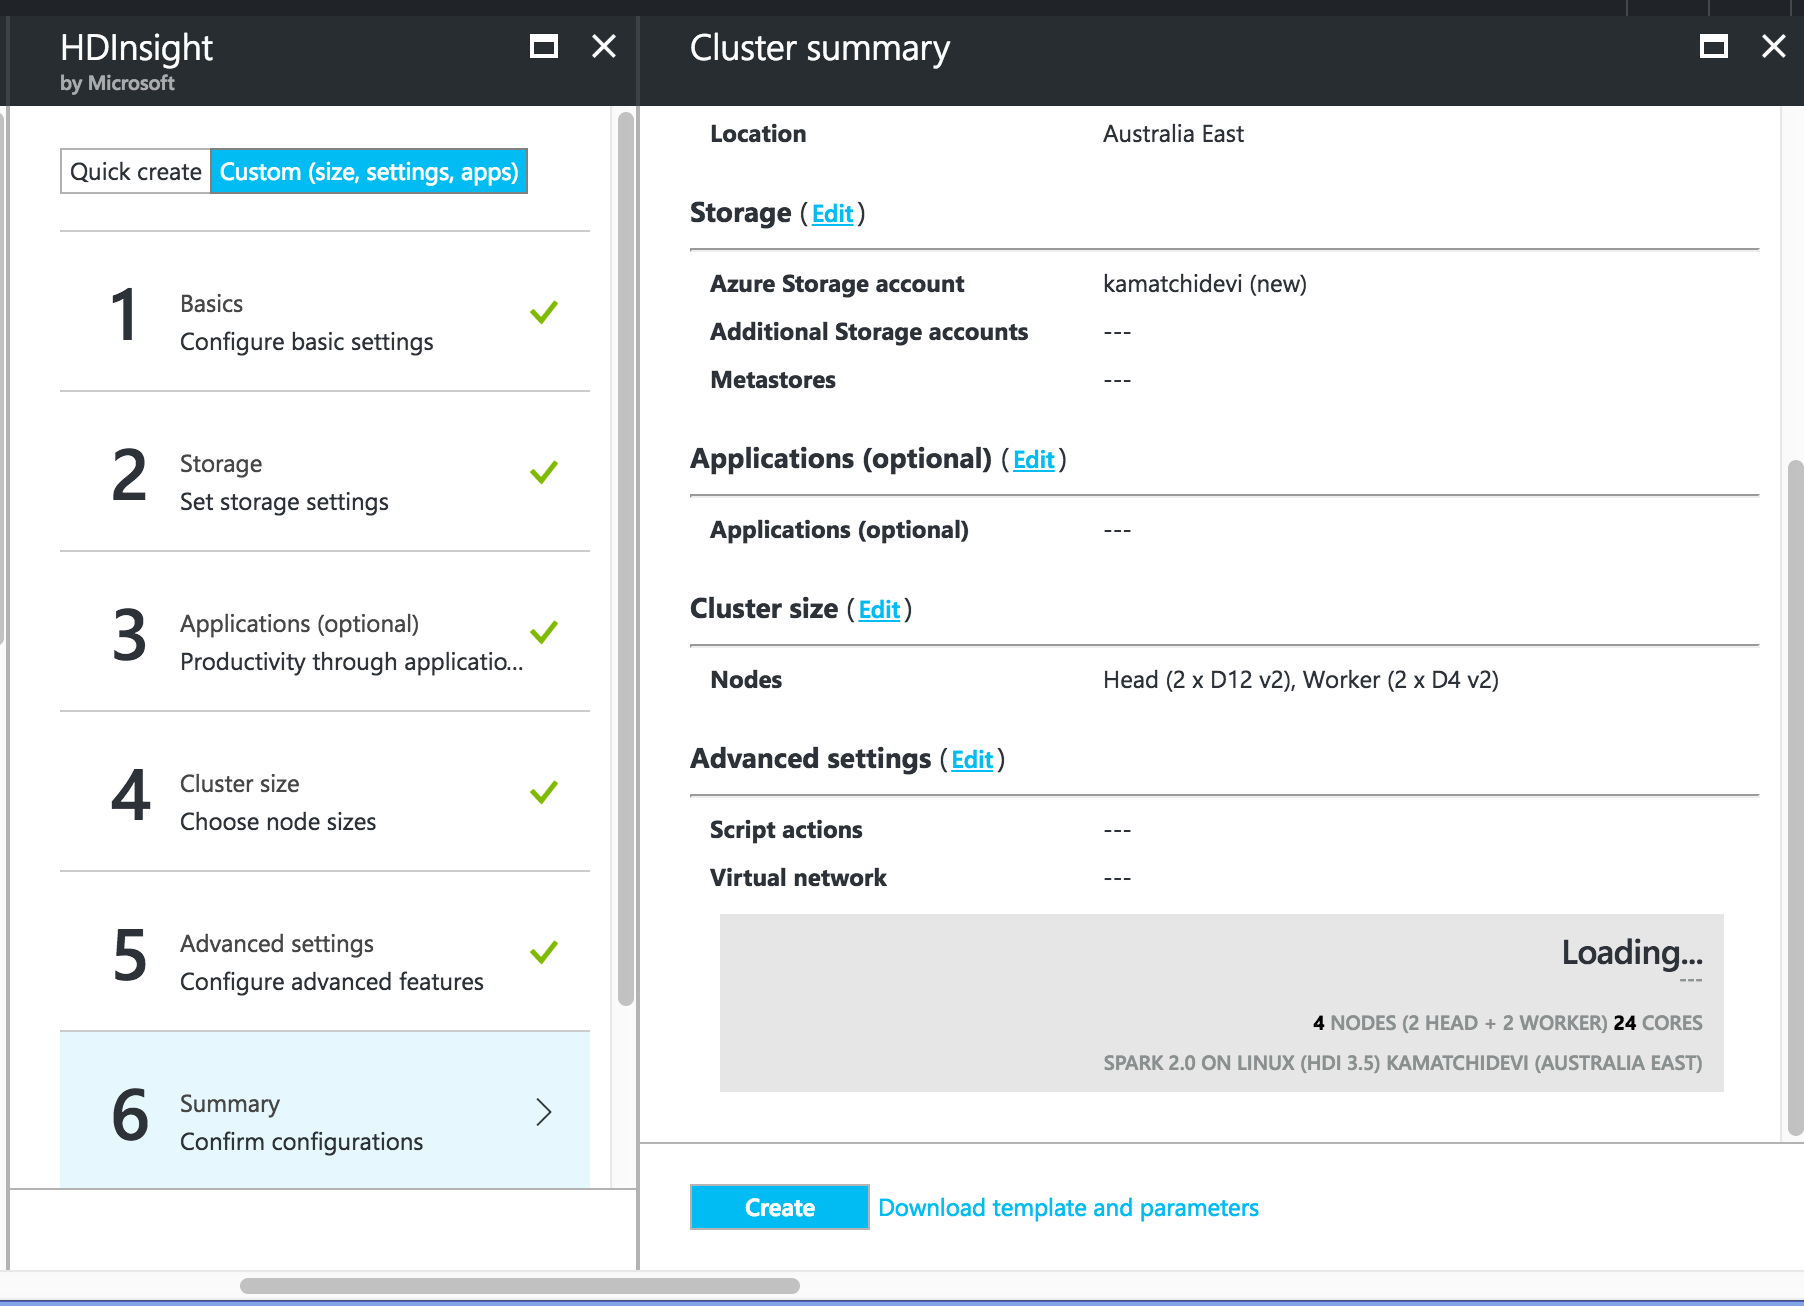 HDInsight
by Microsoft
Quick create
Custom (size, settings, apps)
1
Basics
Configure basic settings
2
Storage
Set storage settings
3
Applications (optional)
Productivity through applicatio...
4
Cluster size
Choose node sizes
5
Advanced settings
Configure advanced features
6
Summary
Confirm configurations
Cluster summary
Location Australia East
Storage (Edit)
Azure Storage account kamatchidevi (new)
Additional Storage accounts ---
Metastores ---
Applications (optional) (Edit)
Applications (optional) ---
Cluster size (Edit)
Nodes Head (2 x D12 v2), Worker (2 x D4 v2)
Advanced settings (Edit)
Script actions ---
Virtual network ---
Loading...
---
4 NODES (2 HEAD + 2 WORKER) 24 CORES
SPARK 2.0 ON LINUX (HDI 3.5) KAMATCHIDEVI (AUSTRALIA EAST)
Create Download template and parameters